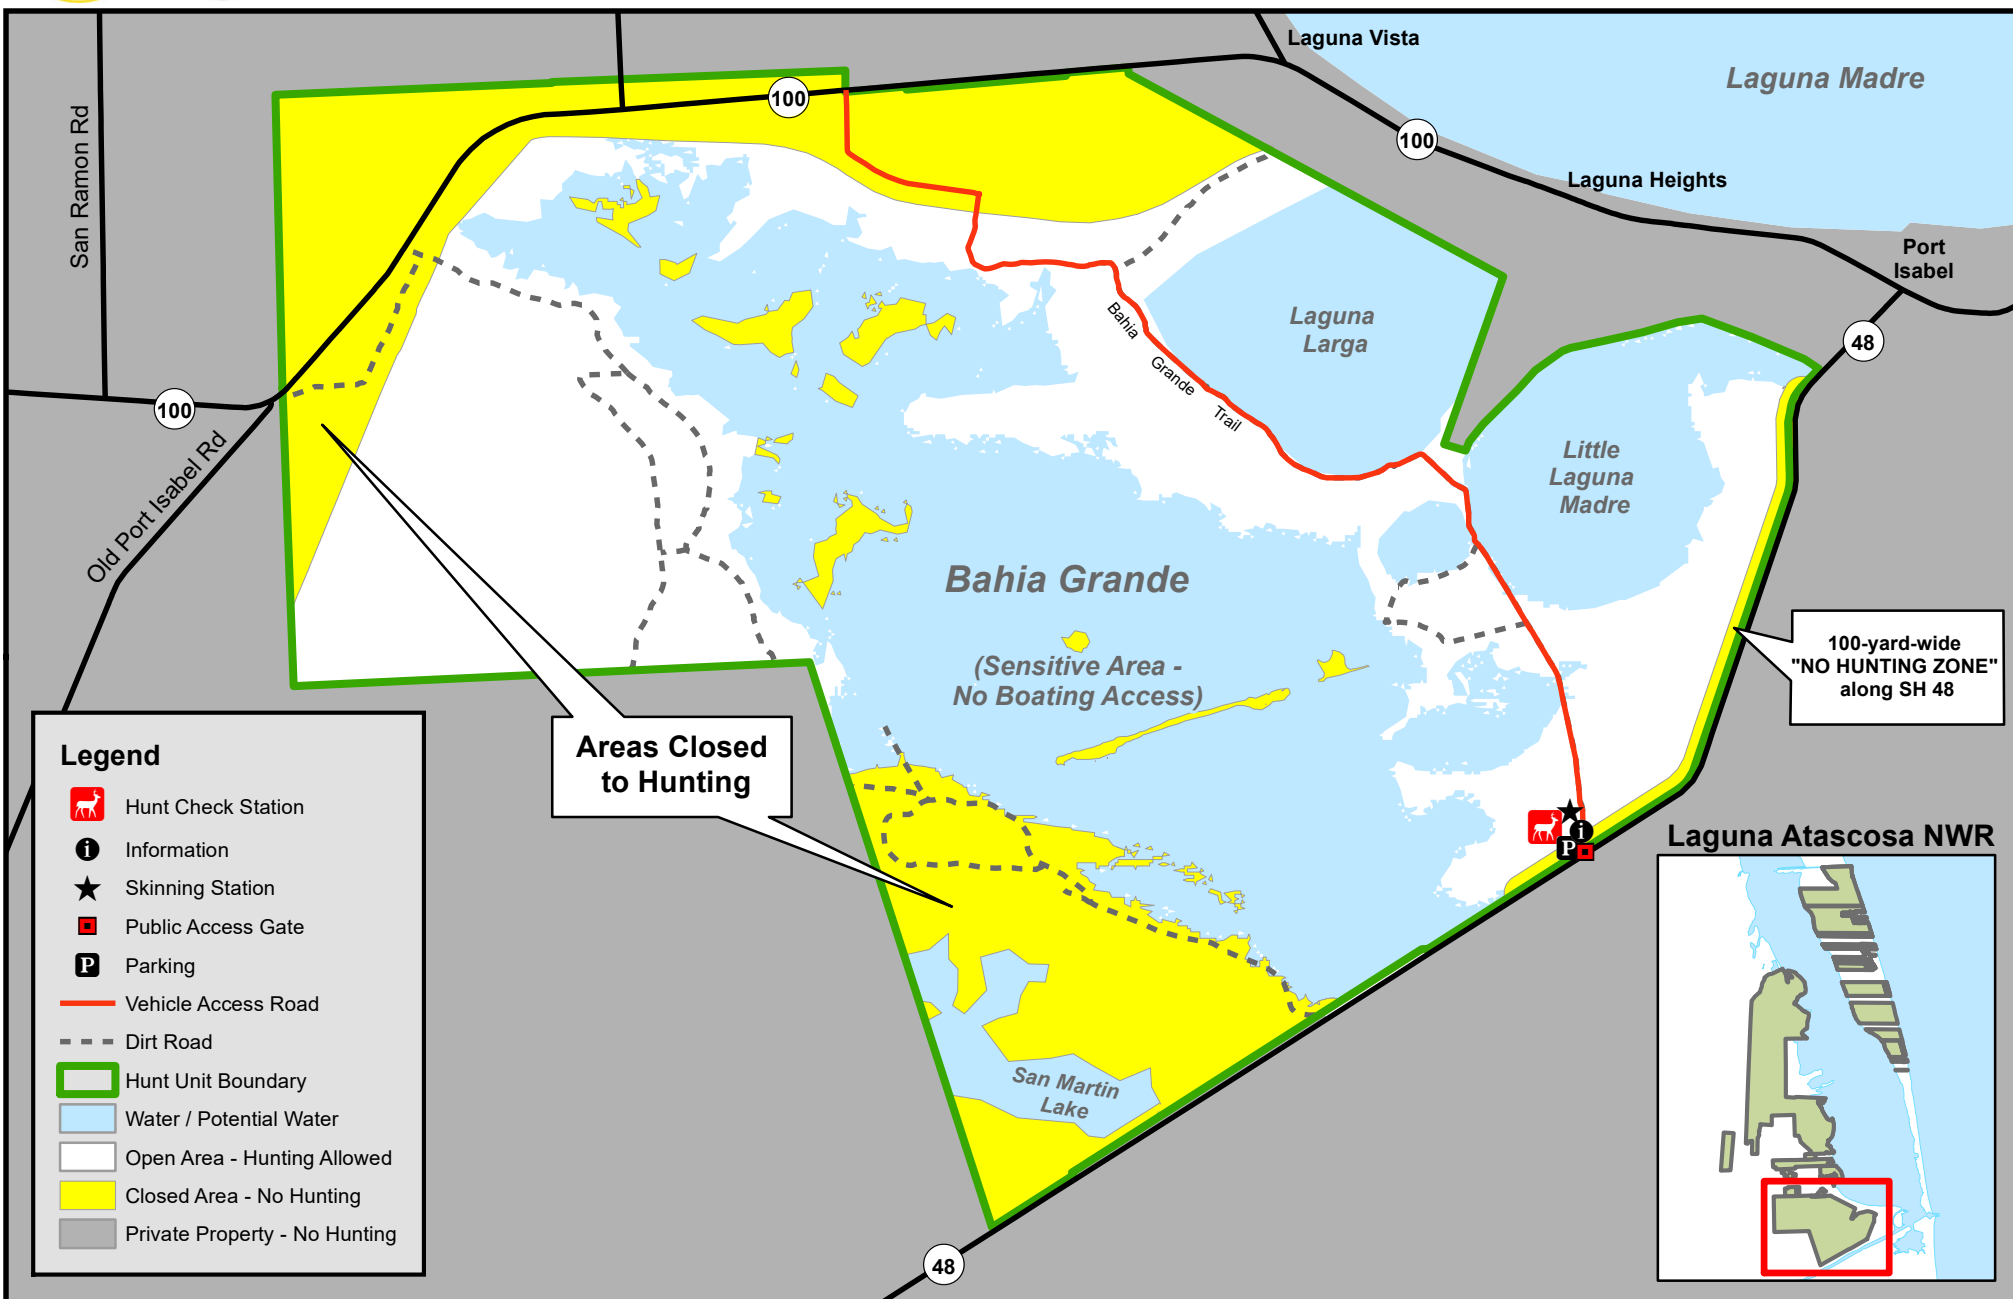 Laguna Vista
Laguna Madre
100
100
San Ramon Rd
Laguna Heights
Port
Isabel
48
Laguna
Larga
Bahia Grande Trail
100
Old Port Isabel Rd
Little
Laguna
Madre
Bahia Grande
(Sensitive Area -
No Boating Access)
100-yard-wide
"NO HUNTING ZONE"
along SH 48
Areas Closed
to Hunting
Legend
Hunt Check Station
i
Information
Skinning Station
Public Access Gate
P
Parking
Vehicle Access Road
Dirt Road
Hunt Unit Boundary
Water / Potential Water
Open Area - Hunting Allowed
Closed Area - No Hunting
Private Property - No Hunting
i
P
Laguna Atascosa NWR
San Martin
Lake
48